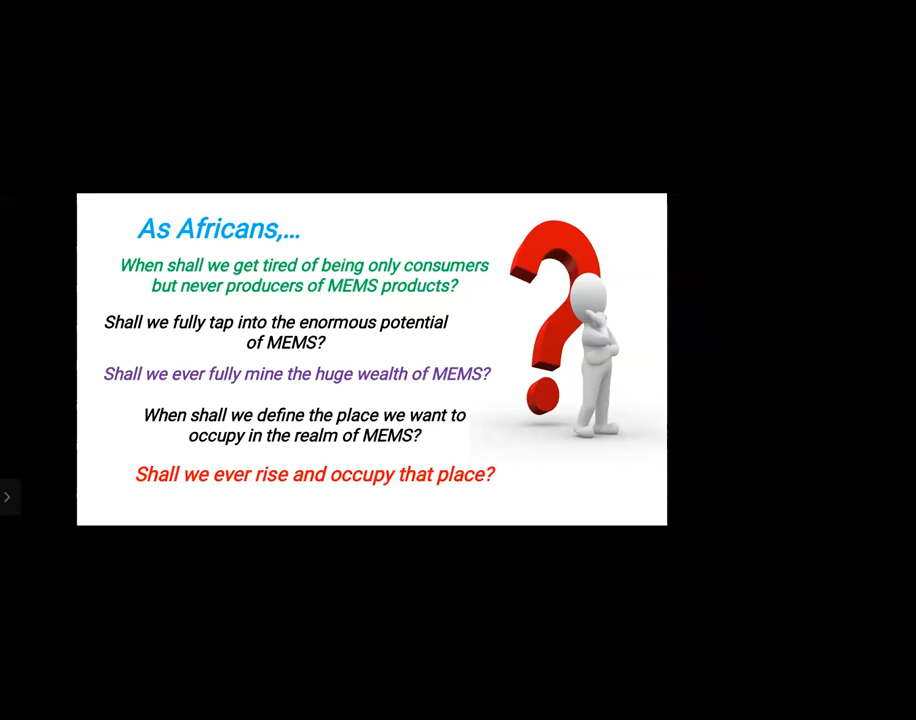 As Africans,...
When shall we get tired of being only consumers
but never producers of MEMS products?
Shall we fully tap into the enormous potential
of MEMS?
Shall we ever fully mine the huge wealth of MEMS?
When shall we define the place we want to
occupy in the realm of MEMS?
Shall we ever rise and occupy that place?